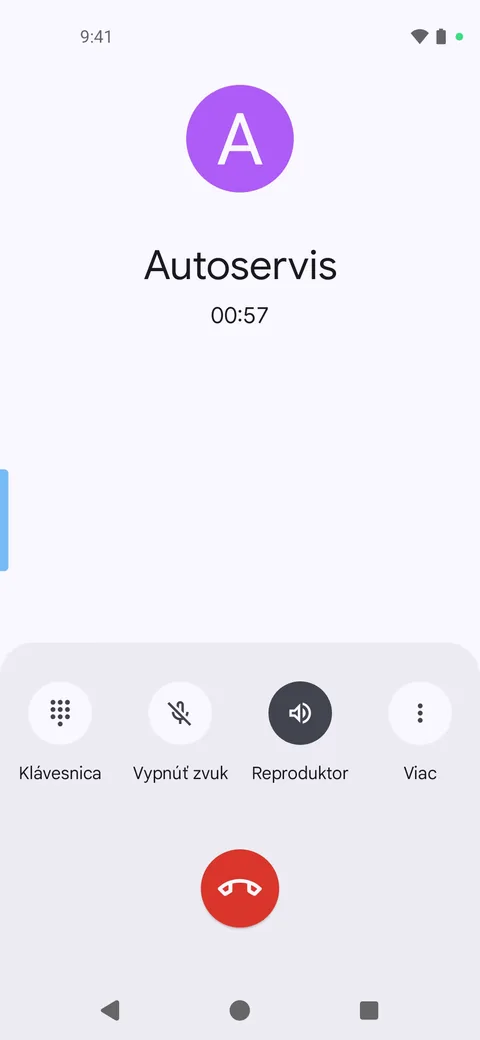 9:41
A
Autoservis
00:57
Klávesnica
Vypnúť zvuk
Reproduktor
Viac